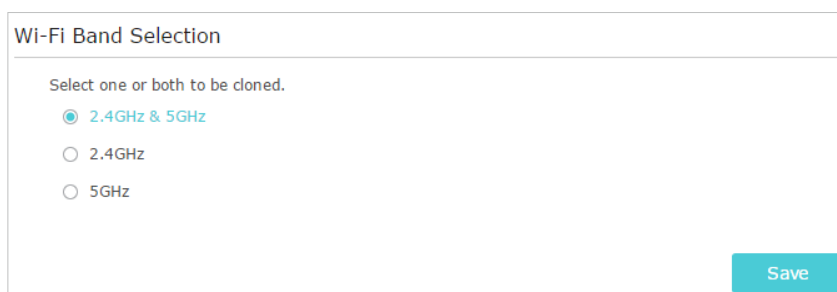 Wi-Fi Band Selection
Select one or both to be cloned.
2.4GHz & 5GHz
2.4GHz
5GHz
Save